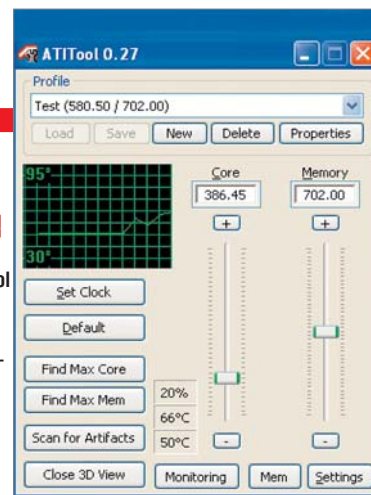 ATITool 0.27
Profile
Test (580.50 / 702.00)
Load Save New Delete Properties
95°
30°
Core Memory
386.45 702.00
+ +
ol
Set Clock
Default
Find Max Core
Find Max Mem
Scan for Artifacts
Close 3D View
20%
66°C
50°C
- -
Monitoring Mem Settings